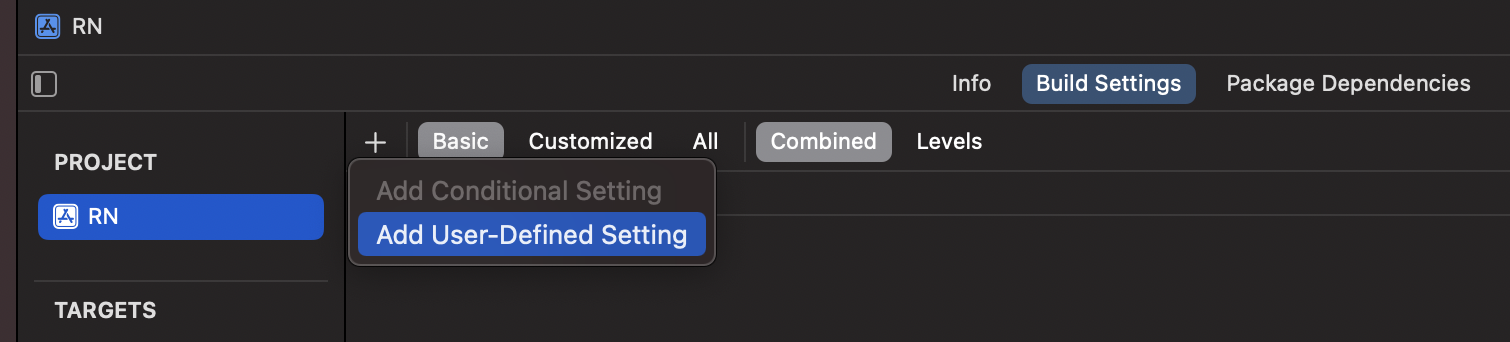 RN
Info Build Settings Package Dependencies
PROJECT
RN
TARGETS
Basic Customized All Combined Levels
Add Conditional Setting
Add User-Defined Setting